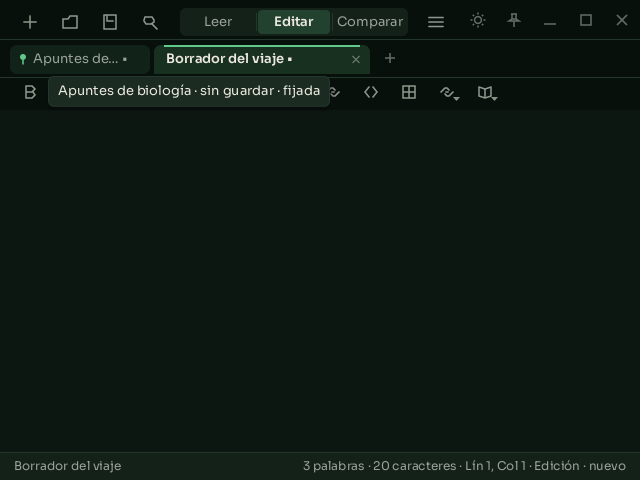 Leer Editar Comparar
Apuntes de... • Borrador del viaje •
B Apuntes de biología · sin guardar · fijada
Borrador del viaje 3 palabras · 20 caracteres · Lín 1, Col 1 · Edición · nuevo